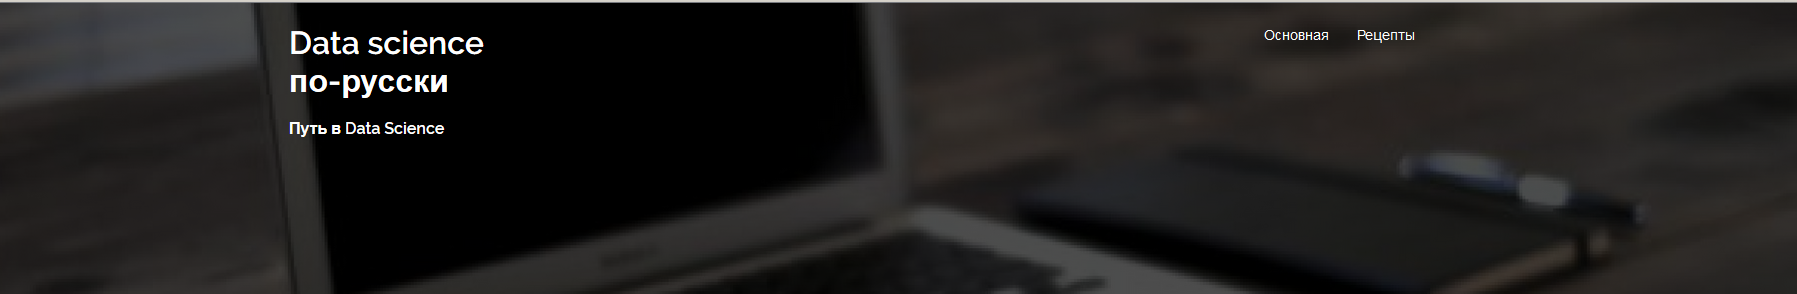 Data science
по-русски
Путь в Data Science
Основная Рецепты